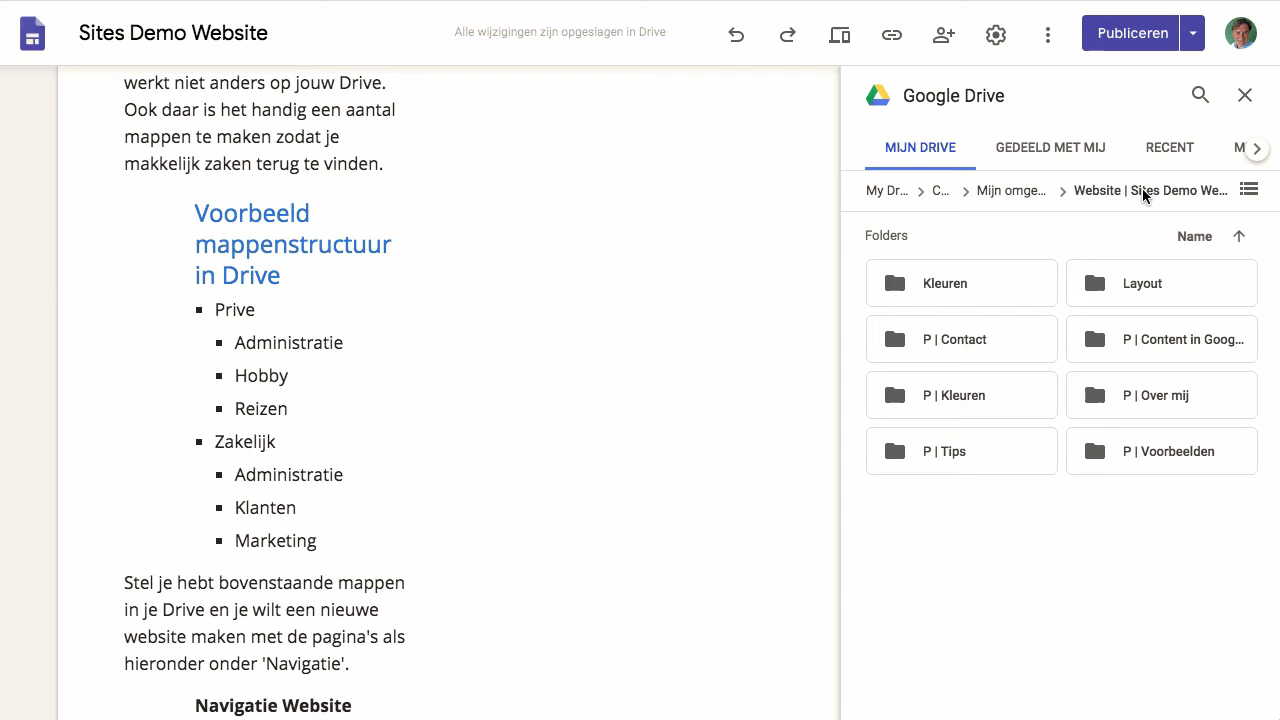 Sites Demo Website
Alle wijzigingen zijn opgeslagen in Drive
Publiceren
werkt niet anders op jouw Drive.
Ook daar is het handig een aantal
mappen te maken zodat je
makkelijk zaken terug te vinden.
Voorbeeld
mappenstructuur
in Drive
Prive
Administratie
Hobby
Reizen
Zakelijk
Administratie
Klanten
Marketing
Stel je hebt bovenstaande mappen
in je Drive en je wilt een nieuwe
website maken met de pagina's als
hieronder onder 'Navigatie'.
Navigatie Website
Google Drive
MIJN DRIVE GEDEELD MET MIJ RECENT M
My Dr... C... Mijn omge... Website | Sites Demo We...
Folders Name
Kleuren Layout
P | Contact P | Content in Goog...
P | Kleuren P | Over mij
P | Tips P | Voorbeelden